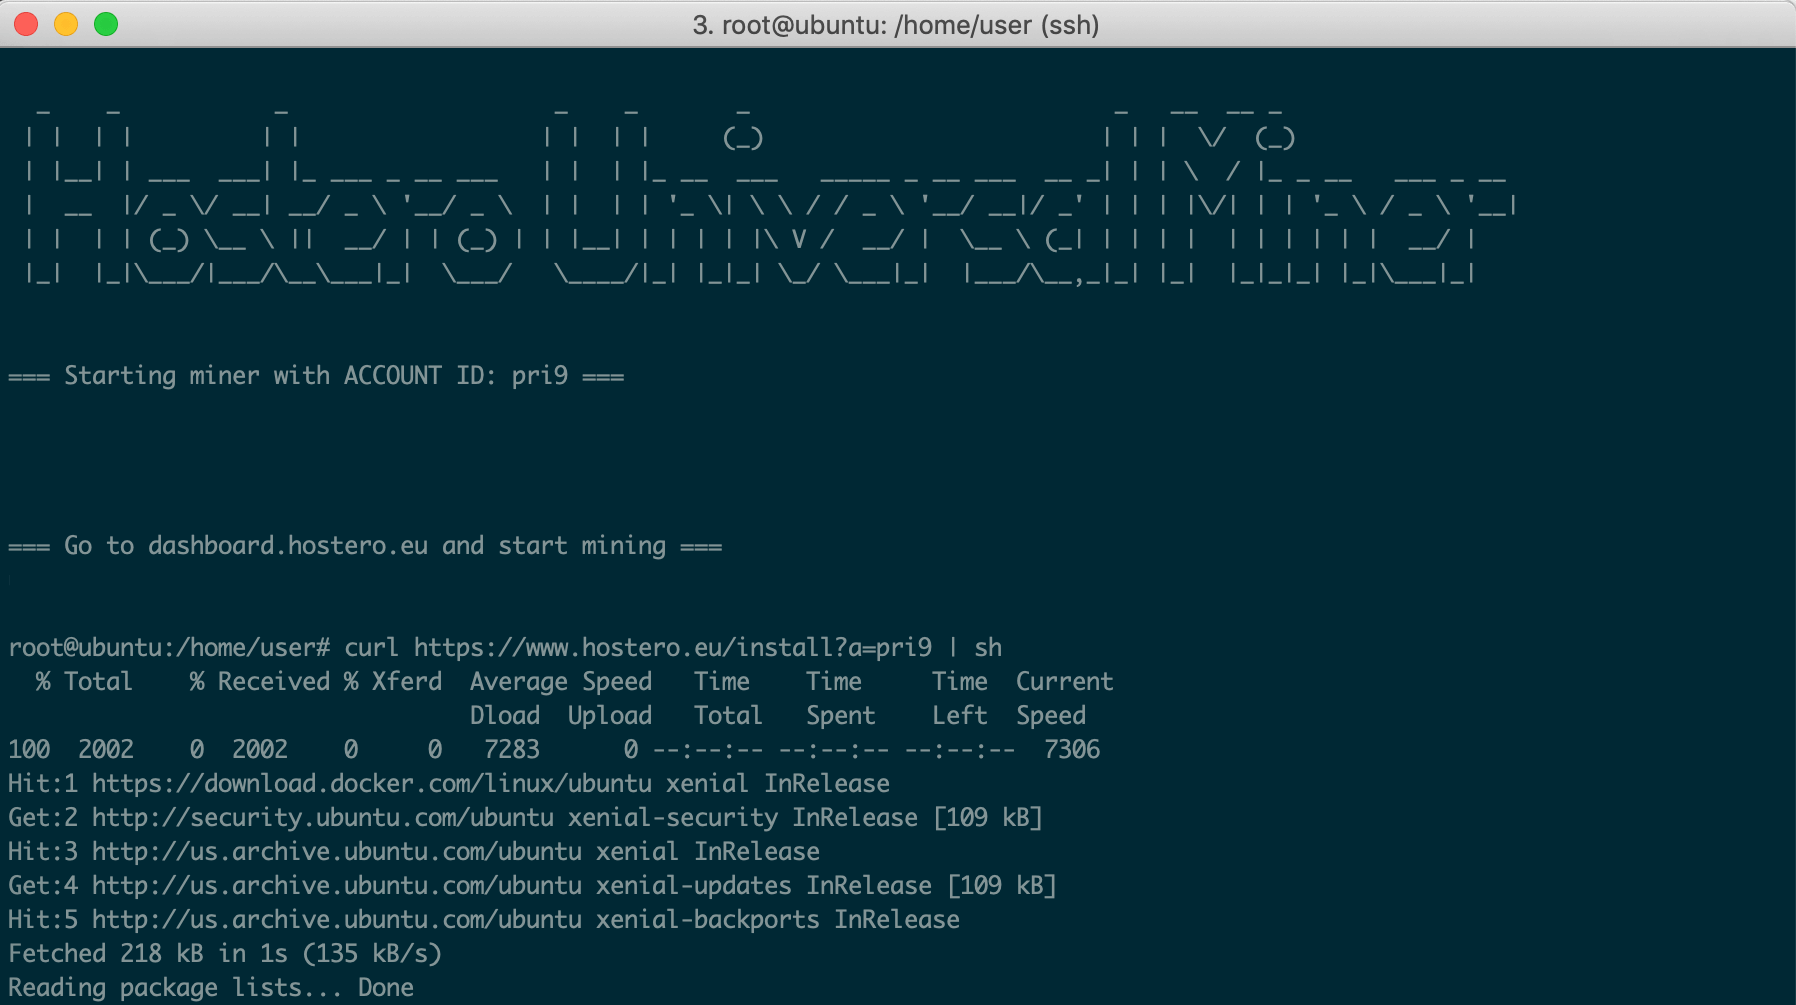 3. root@ubuntu: /home/user (ssh)
Hostero Universal Miner
=== Starting miner with ACCOUNT ID: pri9 ===
=== Go to dashboard.hostero.eu and start mining ===
root@ubuntu:/home/user# curl https://www.hostero.eu/install?a=pri9 | sh
% Total % Received % Xferd Average Speed Time Time Time Current
Dload Upload Total Spent Left Speed
100 2002 0 2002 0 0 7283 0 --:--:-- --:--:-- --:--:-- 7306
Hit:1 https://download.docker.com/linux/ubuntu xenial InRelease
Get:2 http://security.ubuntu.com/ubuntu xenial-security InRelease [109 kB]
Hit:3 http://us.archive.ubuntu.com/ubuntu xenial InRelease
Get:4 http://us.archive.ubuntu.com/ubuntu xenial-updates InRelease [109 kB]
Hit:5 http://us.archive.ubuntu.com/ubuntu xenial-backports InRelease
Fetched 218 kB in 1s (135 kB/s)
Reading package lists... Done